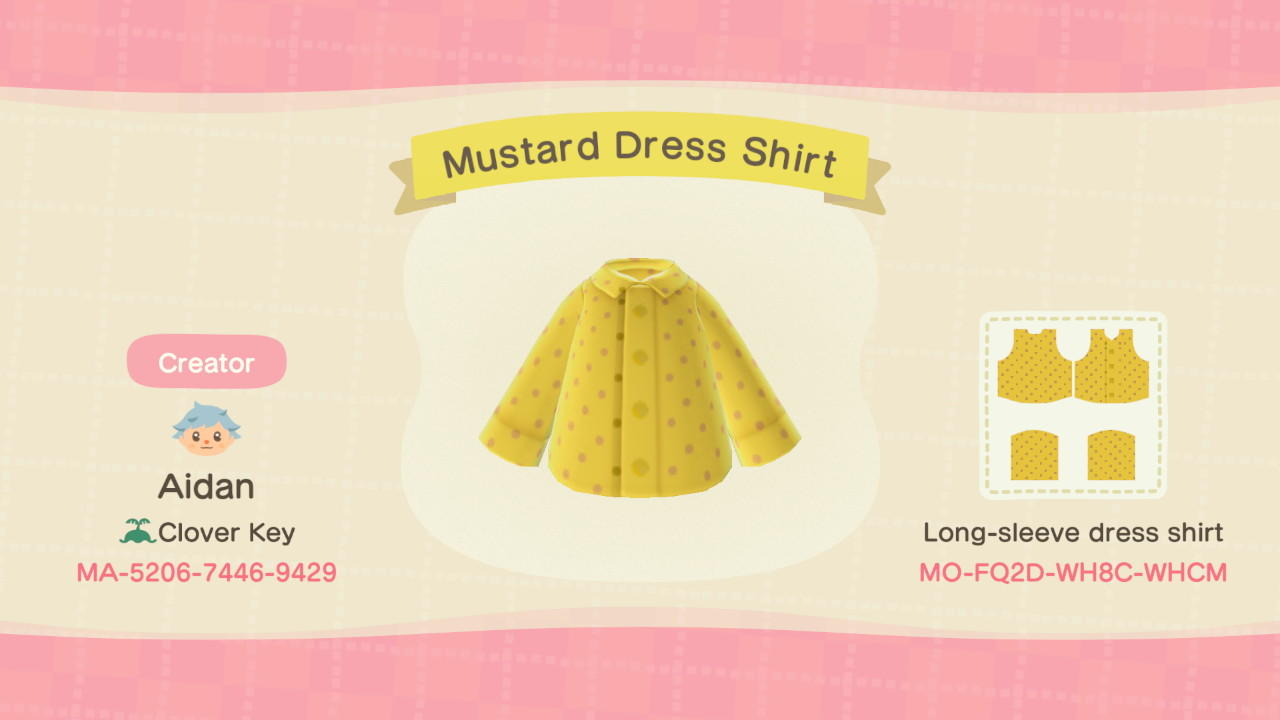 Mustard Dress Shirt
Creator
Aidan
Clover Key
MA-5206-7446-9429
Long-sleeve dress shirt
MO-FQ2D-WH8C-WHCM